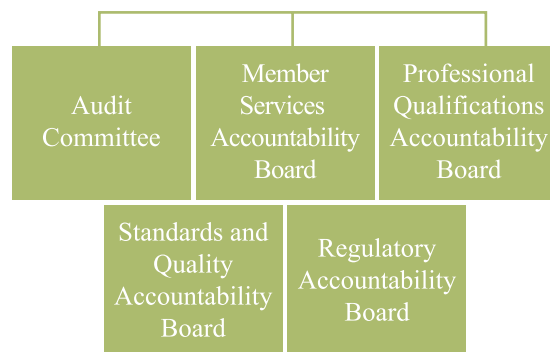 Audit
Committee
Member
Services
Accountability
Board
Professional
Qualifications
Accountability
Board
Standards and
Quality
Accountability
Board
Regulatory
Accountability
Board